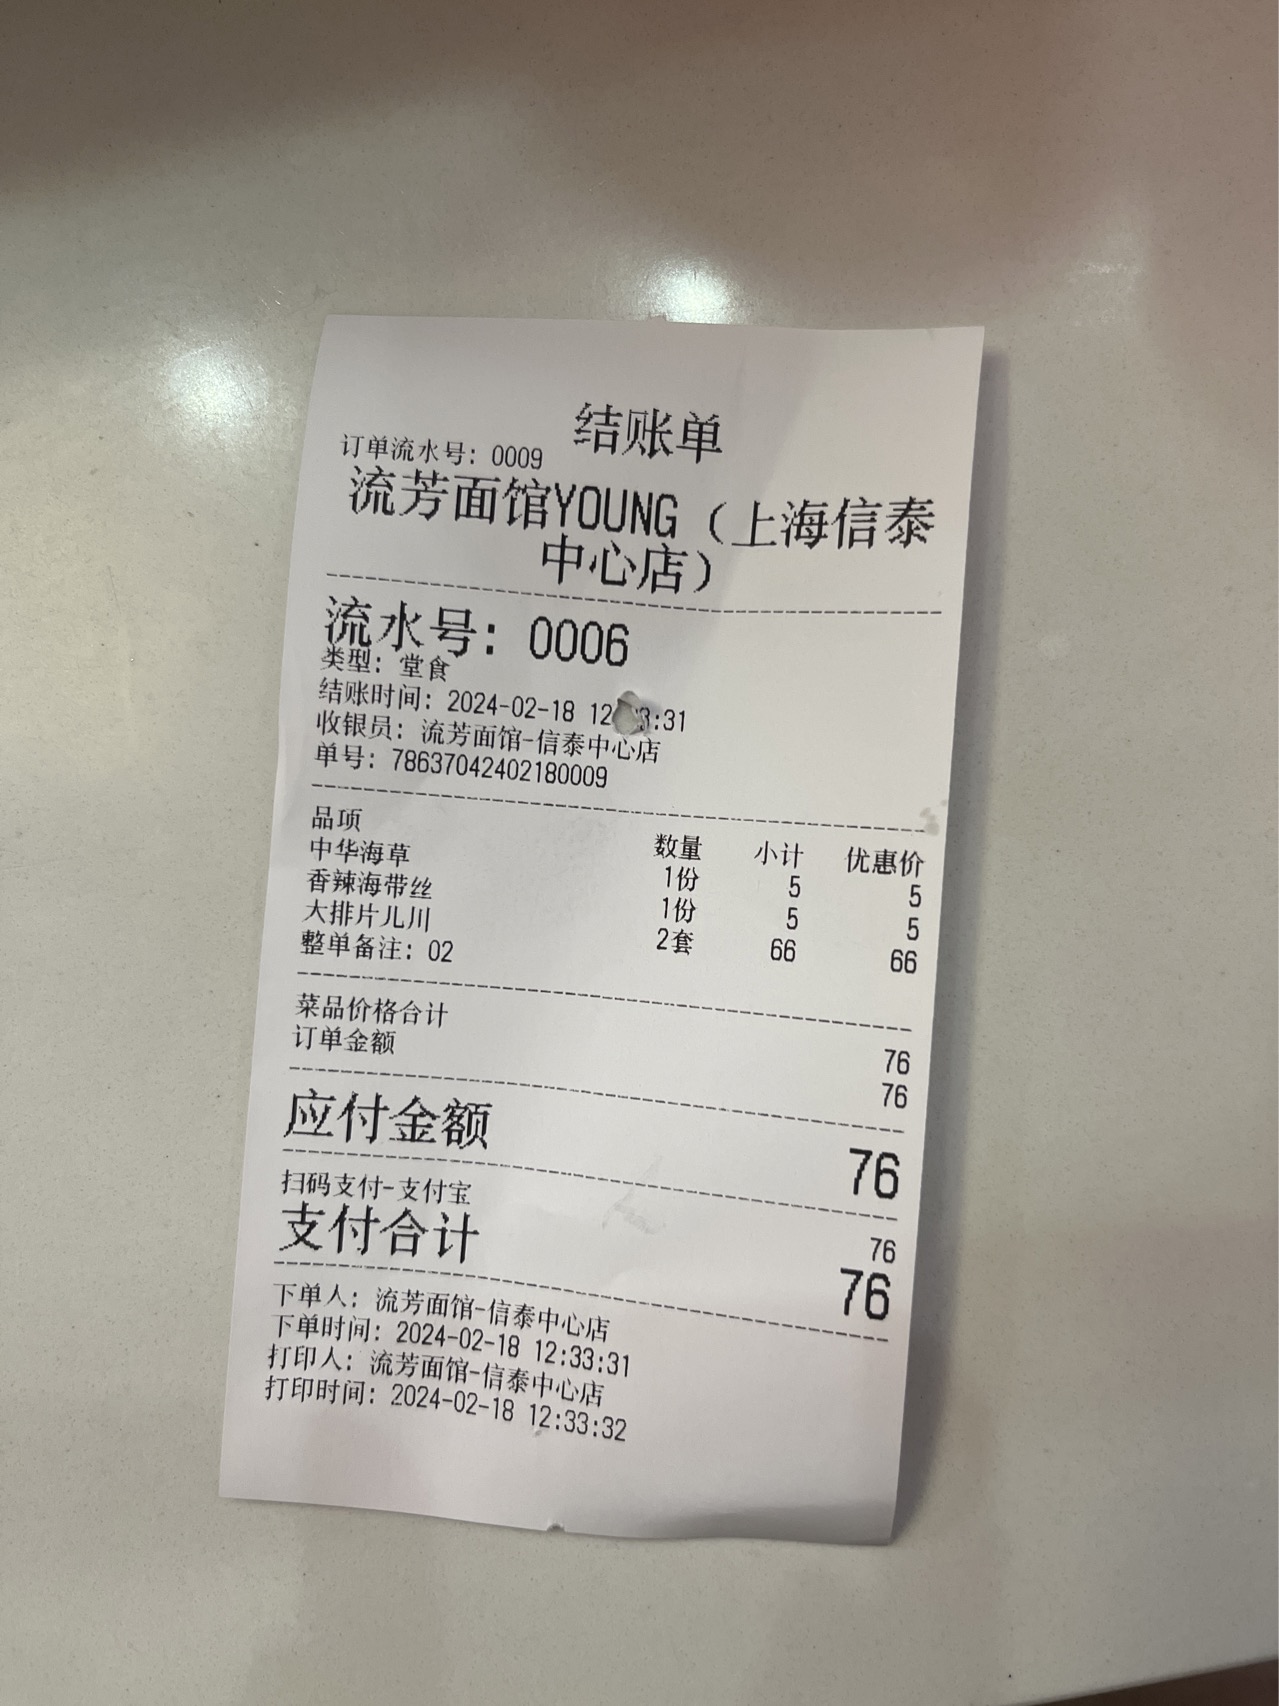 结账单
订单流水号: 0009
流芳面馆YOUNG（上海信泰
中心店）
流水号: 0006
类型: 堂食
结账时间: 2024-02-18 12 3:31
收银员: 流芳面馆-信泰中心店
单号: 78637042402180009
品项 数量 小计 优惠价
中华海草 1份 5 5
香辣海带丝 1份 5 5
大排片儿川 2套 66 66
整单备注: 02
菜品价格合计 76
订单金额 76
应付金额 76
扫码支付-支付宝 76
支付合计 76
下单人: 流芳面馆-信泰中心店
下单时间: 2024-02-18 12:33:31
打印人: 流芳面馆-信泰中心店
打印时间: 2024-02-18 12:33:32